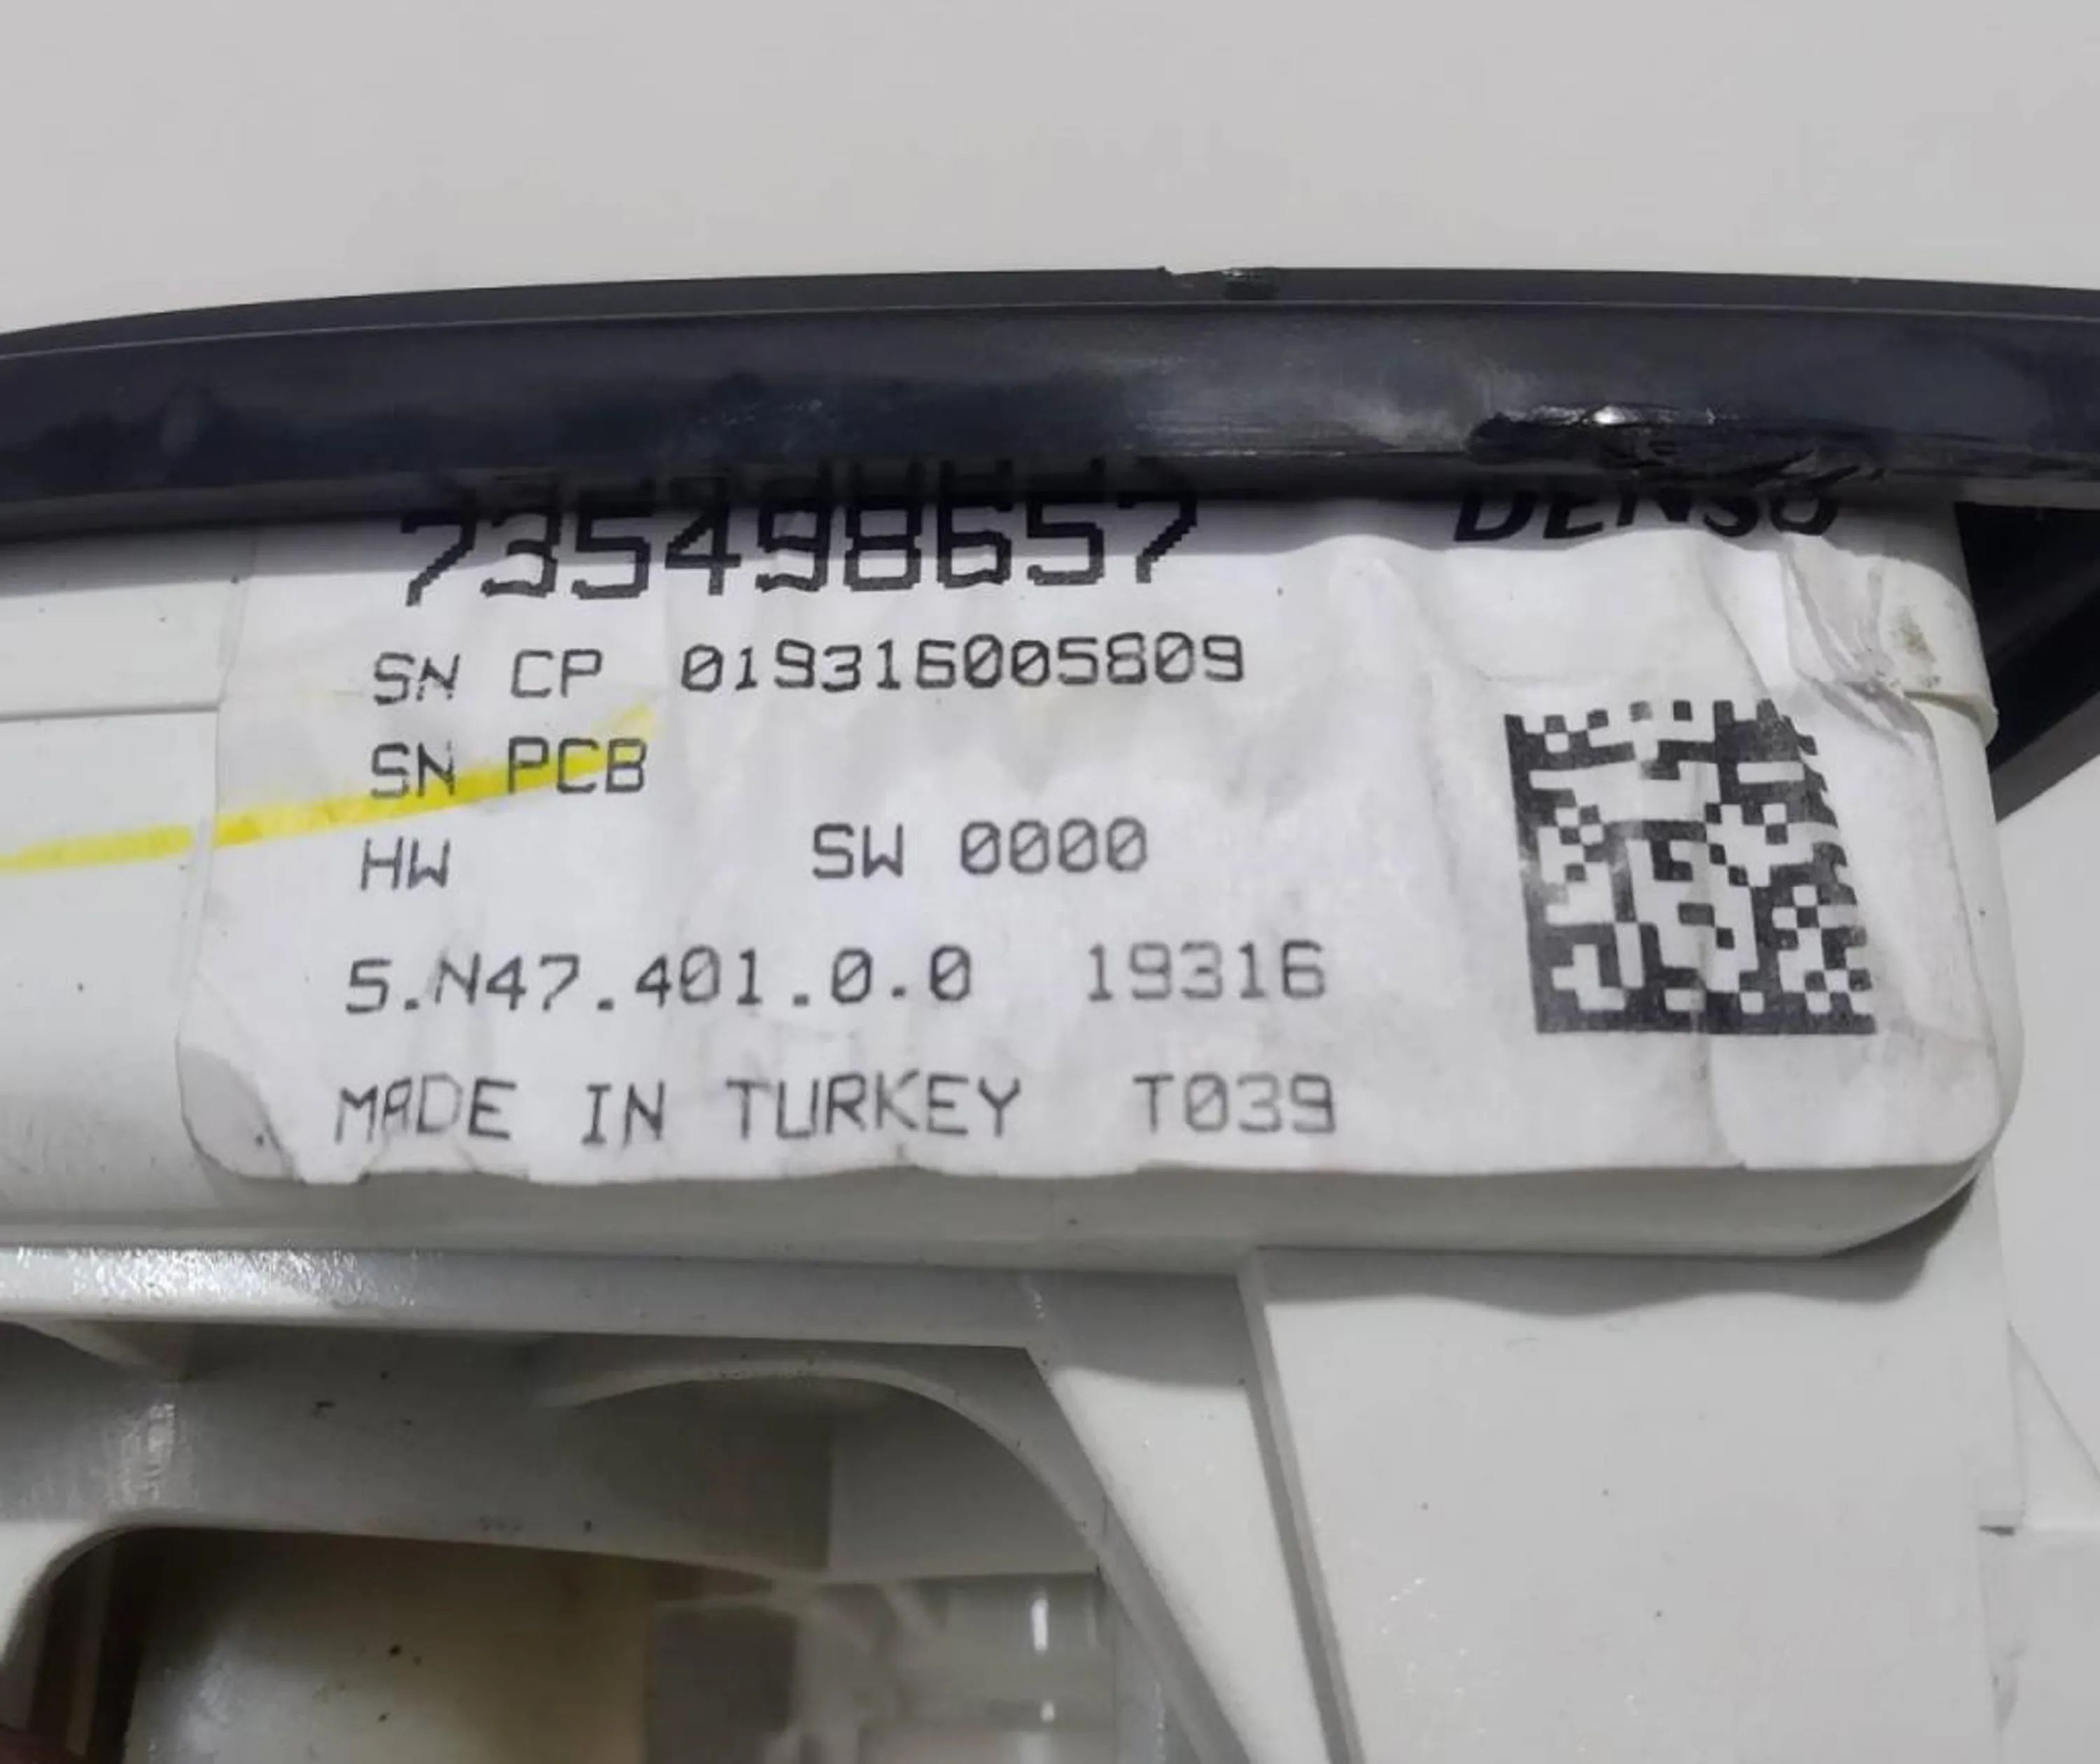 735498657 DENSO
SN CP 019316005809
SN PCB
HW SW 0000
5.N47.401.0.0 19316
MADE IN TURKEY T039